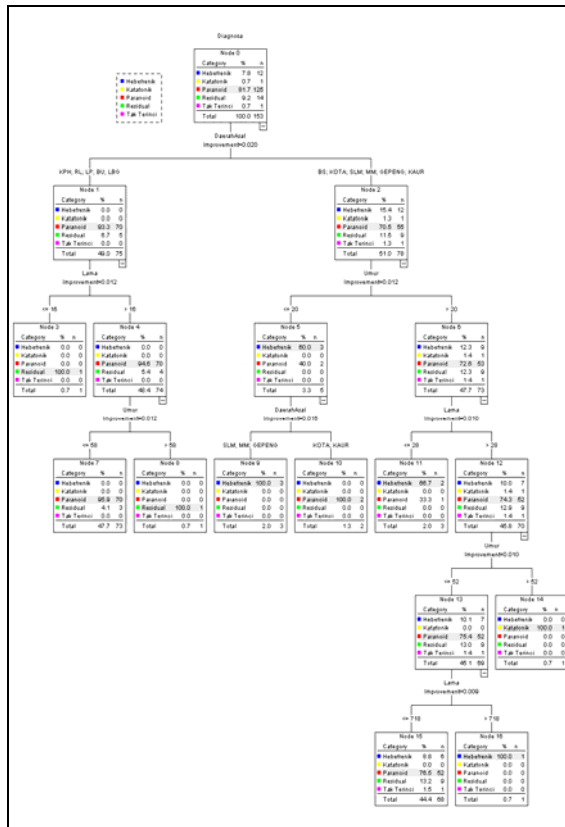 Diagnosa
Node 0
Category % n
Hebefrenik 7.8 12
Katatonik 0.7 1
Paranoid 81.7 125
Rezidual 9.2 14
Tak Terinci 0.7 1
Total 100.0 153
Hebefrenik
Katatonik
Paranoid
Rezidual
Tak Terinci
DaerahAsal
Improvement=0.020
KPH; RL; LP; BU; LBG
BS; KOTA; SLM; MM; GEPENG; KAUR
Node 1
Category % n
Hebefrenik 0.0 0
Katatonik 0.0 0
Paranoid 93.3 70
Rezidual 6.7 5
Tak Terinci 0.0 0
Total 49.0 75
Node 2
Category % n
Hebefrenik 15.4 12
Katatonik 1.3 1
Paranoid 70.5 55
Rezidual 11.5 9
Tak Terinci 1.3 1
Total 51.0 78
Lama
Improvement=0.012
Umur
Improvement=0.012
<= 16
> 16
<= 20
> 20
Node 3
Category % n
Hebefrenik 0.0 0
Katatonik 0.0 0
Paranoid 0.0 0
Rezidual 100.0 1
Tak Terinci 0.0 0
Total 0.7 1
Node 4
Category % n
Hebefrenik 0.0 0
Katatonik 0.0 0
Paranoid 94.6 70
Rezidual 5.4 4
Tak Terinci 0.0 0
Total 48.4 74
Node 5
Category % n
Hebefrenik 60.0 3
Katatonik 0.0 0
Paranoid 40.0 2
Rezidual 0.0 0
Tak Terinci 0.0 0
Total 3.3 5
Node 6
Category % n
Hebefrenik 12.3 9
Katatonik 1.4 1
Paranoid 72.6 53
Rezidual 12.3 9
Tak Terinci 1.4 1
Total 47.7 73
Umur
Improvement=0.012
DaerahAsal
Improvement=0.016
Lama
Improvement=0.010
<= 58
> 58
SLM; MM; GEPENG
KOTA; KAUR
<= 28
> 28
Node 7
Category % n
Hebefrenik 0.0 0
Katatonik 0.0 0
Paranoid 95.9 70
Rezidual 4.1 3
Tak Terinci 0.0 0
Total 47.7 73
Node 8
Category % n
Hebefrenik 0.0 0
Katatonik 0.0 0
Paranoid 0.0 0
Rezidual 100.0 1
Tak Terinci 0.0 0
Total 0.7 1
Node 9
Category % n
Hebefrenik 100.0 3
Katatonik 0.0 0
Paranoid 0.0 0
Rezidual 0.0 0
Tak Terinci 0.0 0
Total 2.0 3
Node 10
Category % n
Hebefrenik 0.0 0
Katatonik 0.0 0
Paranoid 100.0 2
Rezidual 0.0 0
Tak Terinci 0.0 0
Total 1.3 2
Node 11
Category % n
Hebefrenik 66.7 2
Katatonik 0.0 0
Paranoid 33.3 1
Rezidual 0.0 0
Tak Terinci 0.0 0
Total 2.0 3
Node 12
Category % n
Hebefrenik 10.0 7
Katatonik 1.4 1
Paranoid 74.3 52
Rezidual 12.9 9
Tak Terinci 1.4 1
Total 45.8 70
Umur
Improvement=0.010
<= 52
> 52
Node 13
Category % n
Hebefrenik 10.1 7
Katatonik 0.0 0
Paranoid 75.4 52
Rezidual 13.0 9
Tak Terinci 1.4 1
Total 45.1 69
Node 14
Category % n
Hebefrenik 0.0 0
Katatonik 100.0 1
Paranoid 0.0 0
Rezidual 0.0 0
Tak Terinci 0.0 0
Total 0.7 1
Lama
Improvement=0.009
<= 718
> 718
Node 15
Category % n
Hebefrenik 8.8 6
Katatonik 0.0 0
Paranoid 76.5 52
Rezidual 13.2 9
Tak Terinci 1.5 1
Total 44.4 68
Node 16
Category % n
Hebefrenik 100.0 1
Katatonik 0.0 0
Paranoid 0.0 0
Rezidual 0.0 0
Tak Terinci 0.0 0
Total 0.7 1